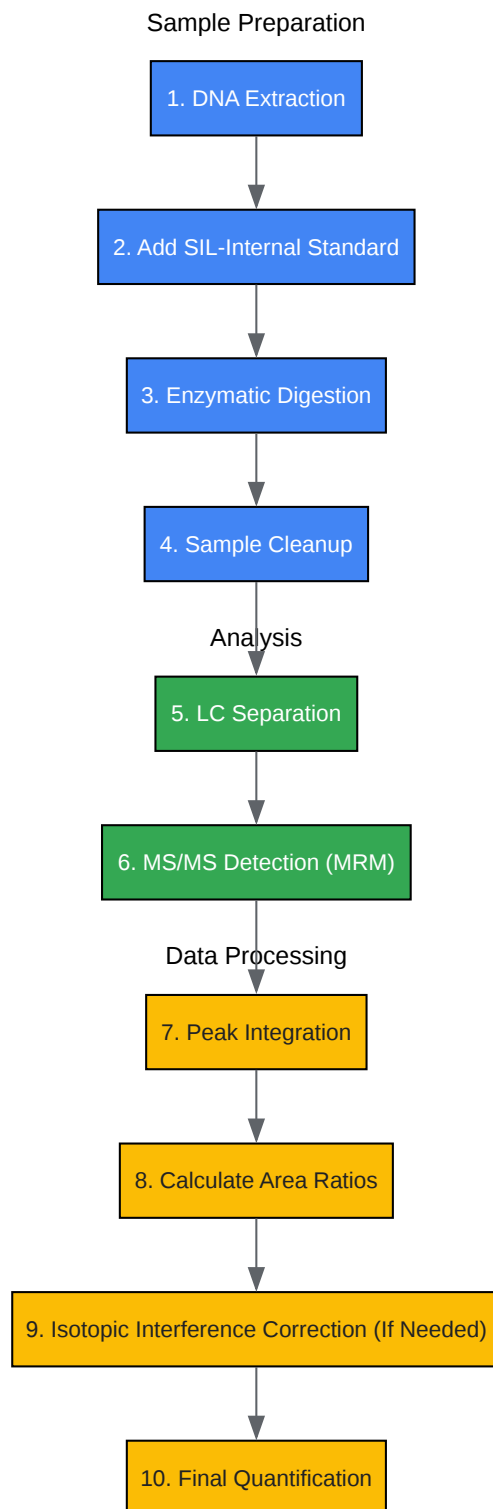 Sample Preparation
1. DNA Extraction
2. Add SIL-Internal Standard
3. Enzymatic Digestion
4. Sample Cleanup
Analysis
5. LC Separation
6. MS/MS Detection (MRM)
Data Processing
7. Peak Integration
8. Calculate Area Ratios
9. Isotopic Interference Correction (If Needed)
10. Final Quantification